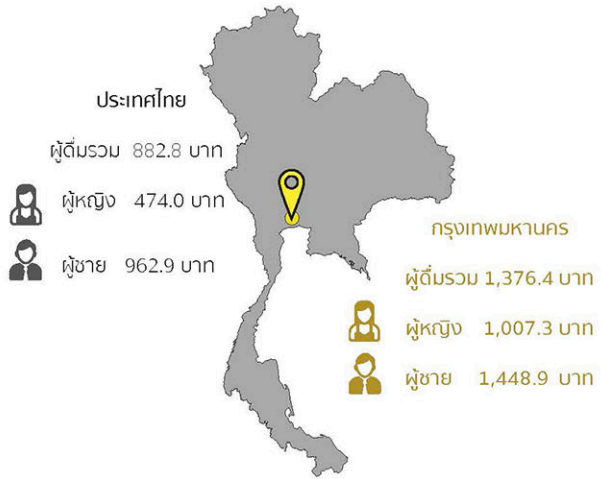 ประเทศไทย
ผู้ดื่มรวม 882.8 บาท
ผู้หญิง 474.0 บาท
ผู้ชาย 962.9 บาท
กรุงเทพมหานคร
ผู้ดื่มรวม 1,376.4 บาท
ผู้หญิง 1,007.3 บาท
ผู้ชาย 1,448.9 บาท